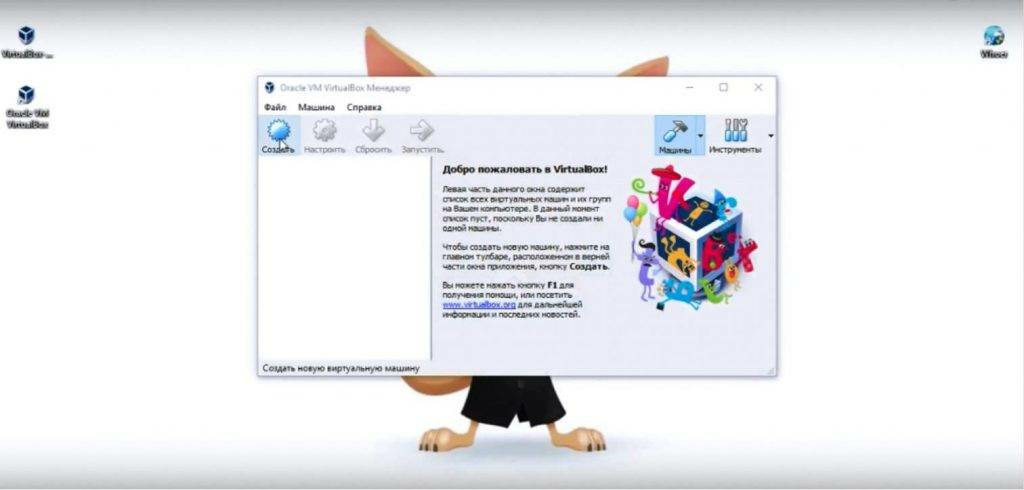 VirtualBox ...
Oracle VM
VirtualBox
Oracle VM VirtualBox Менеджер
Файл Машина Справка
Создать Настроить Сбросить Запустить.. Машины Инструменты
Добро пожаловать в VirtualBox!
Левая часть данного окна содержит
список всех виртуальных машин и их групп
на Вашем компьютере. В данный момент
список пуст, поскольку Вы не создали ни
одной машины.
Чтобы создать новую машину, нажмите на
главном тулбаре, расположенном в верхней
части окна приложения, кнопку Создать.
Вы можете нажать кнопку F1 для
получения помощи, или посетить
www.virtualbox.org для дальнейшей
информации и последних новостей.
Создать новую виртуальную машину